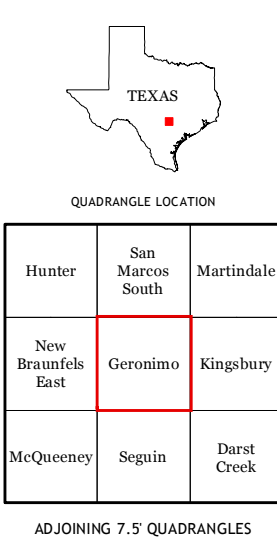 TEXAS
QUADRANGLE LOCATION
Hunter
San
Marcos
South
Martindale
New
Braunfels
East
Geronimo
Kingsbury
McQueeney
Seguin
Darst
Creek
ADJOINING 7.5' QUADRANGLES